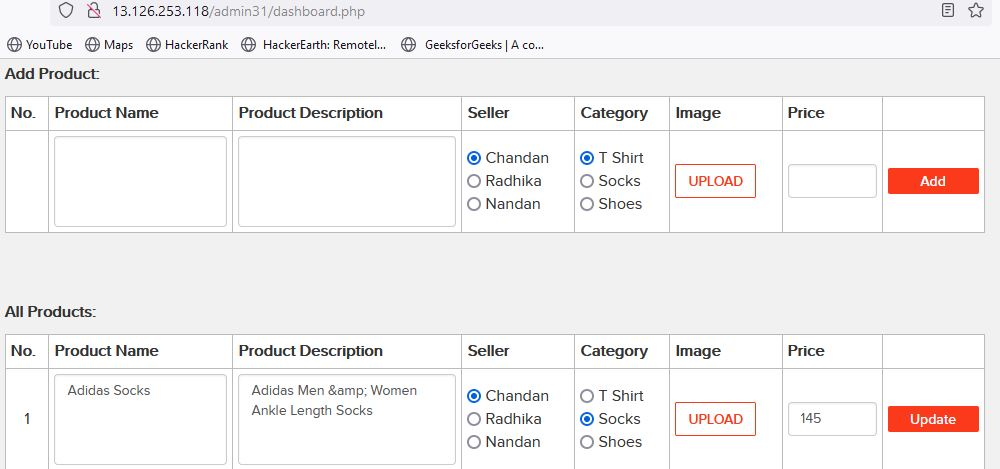 13.126.253.118/admin31/dashboard.php
YouTube Maps HackerRank HackerEarth: Remotel... GeeksforGeeks | A co...
Add Product:
No. Product Name Product Description Seller Category Image Price
Chandan T Shirt
Radhika Socks UPLOAD Add
Nandan Shoes
All Products:
No. Product Name Product Description Seller Category Image Price
Adidas Socks Adidas Men &amp; Women Chandan T Shirt
Ankle Length Socks
1 Radhika Socks UPLOAD 145 Update
Nandan Shoes